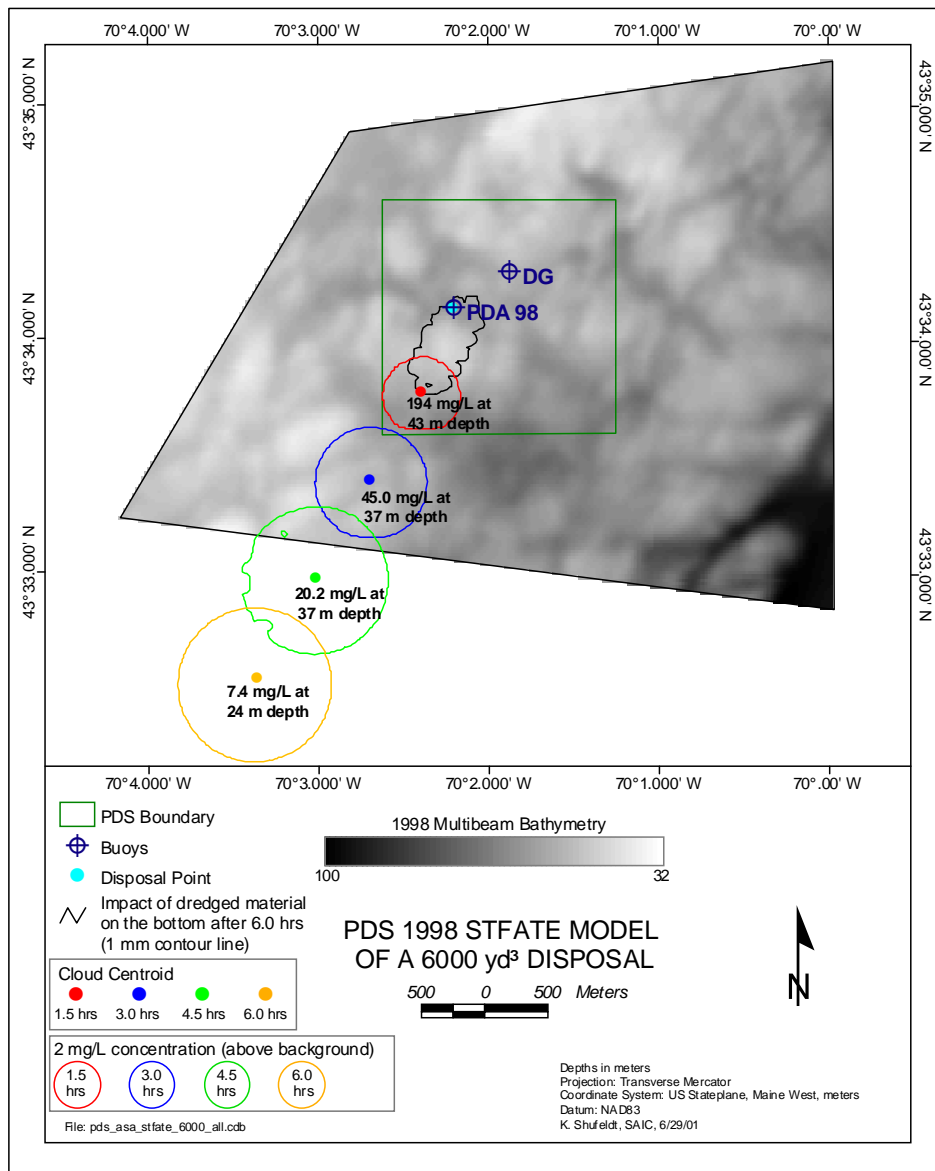 70°4.000' W 70°3.000' W 70°2.000' W 70°1.000' W 70°.00' W
43°35.000' N
43°35.000' N
DG
PDA 98
43°34.000' N
43°34.000' N
194 mg/L at
43 m depth
45.0 mg/L at
37 m depth
43°33.000' N
43°33.000' N
20.2 mg/L at
37 m depth
7.4 mg/L at
24 m depth
70°4.000' W 70°3.000' W 70°2.000' W 70°1.000' W 70°.00' W
PDS Boundary
Buoys
Disposal Point
Impact of dredged material
on the bottom after 6.0 hrs
(1 mm contour line)
1998 Multibeam Bathymetry
100 32
PDS 1998 STFATE MODEL
OF A 6000 yd³ DISPOSAL
500 0 500 Meters
N
Cloud Centroid
1.5 hrs 3.0 hrs 4.5 hrs 6.0 hrs
2 mg/L concentration (above background)
1.5 3.0 4.5 6.0
hrs hrs hrs hrs
File: pds_asa_stfate_6000_all.cdb
Depths in meters
Projection: Transverse Mercator
Coordinate System: US Stateplane, Maine West, meters
Datum: NAD83
K. Shufeldt, SAIC, 6/29/01